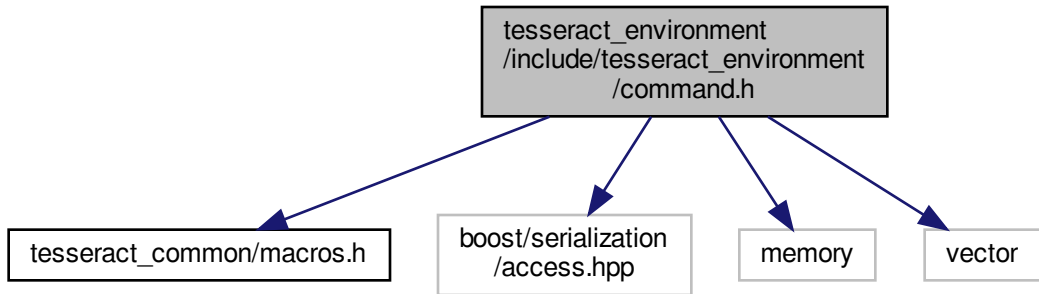 tesseract_environment
/include/tesseract_environment
/command.h
tesseract_common/macros.h
boost/serialization
/access.hpp
memory
vector